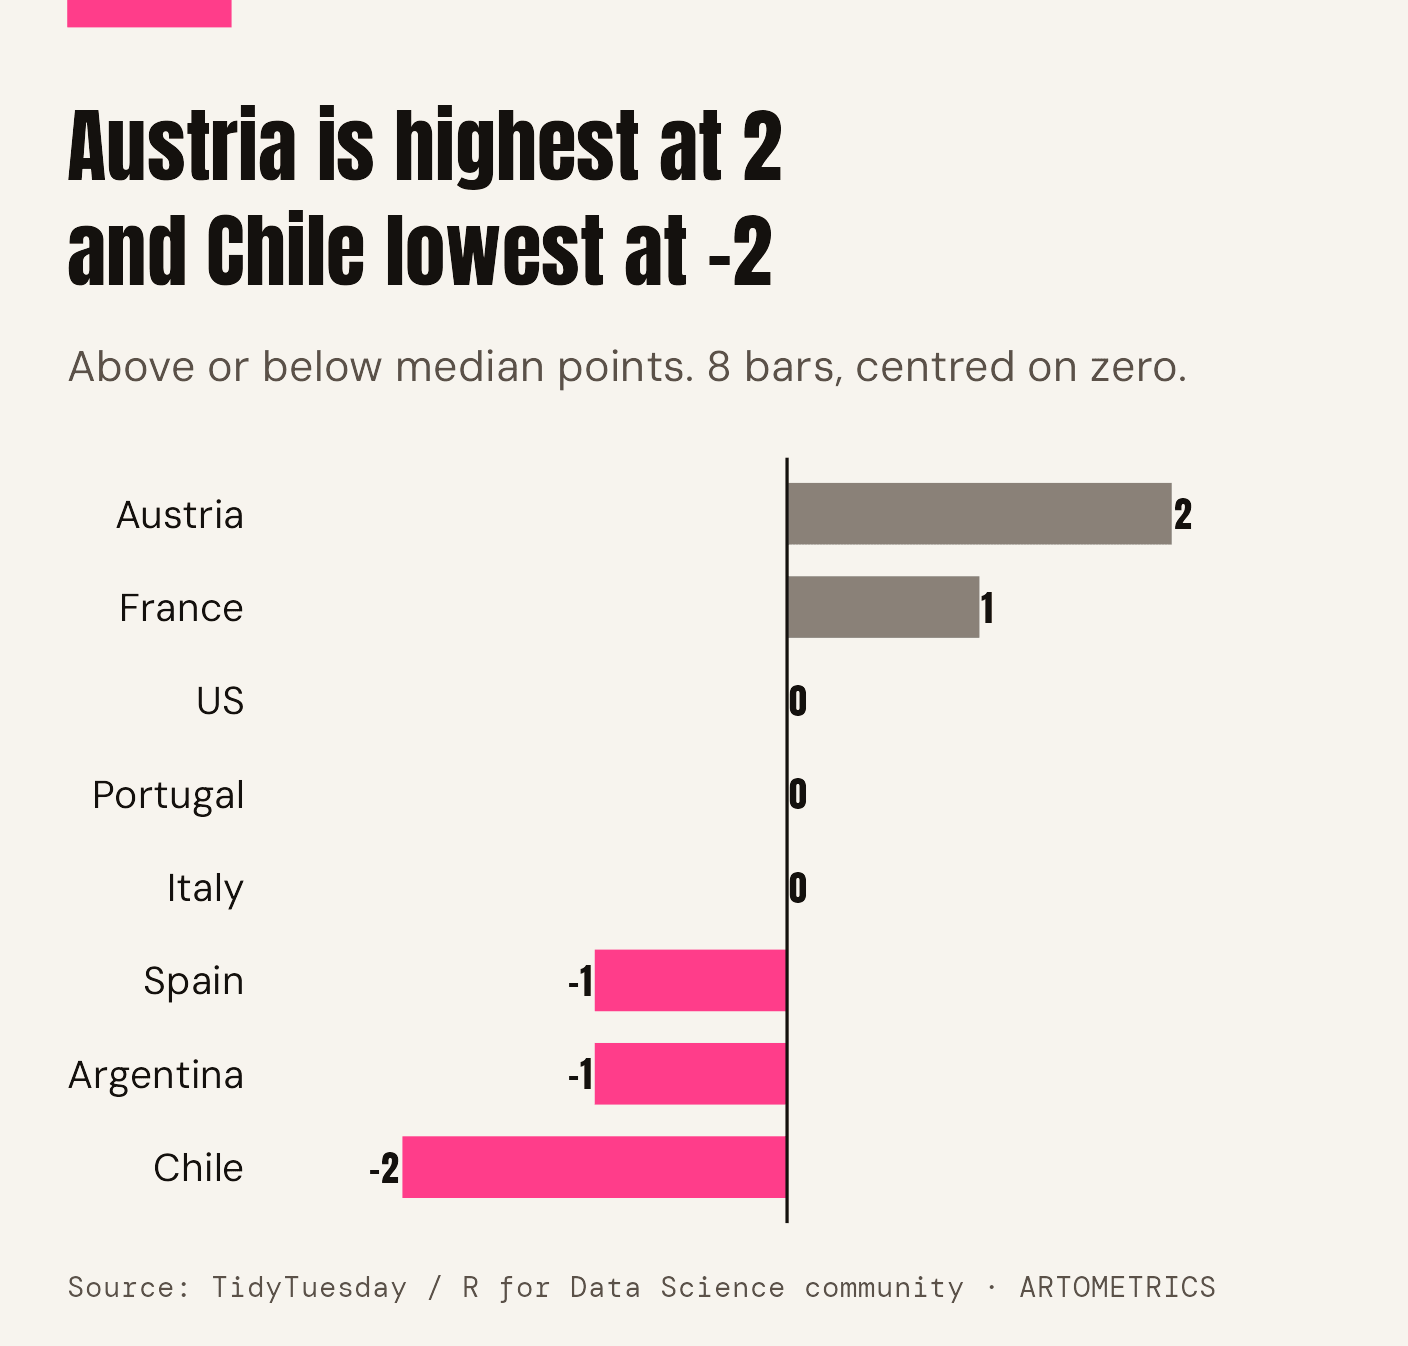 Austria is highest at 2
and Chile lowest at -2
Above or below median points. 8 bars, centred on zero.
Austria 2
France 1
US 0
Portugal 0
Italy 0
Spain -1
Argentina -1
Chile -2
Source: TidyTuesday / R for Data Science community · ARTOMETRICS